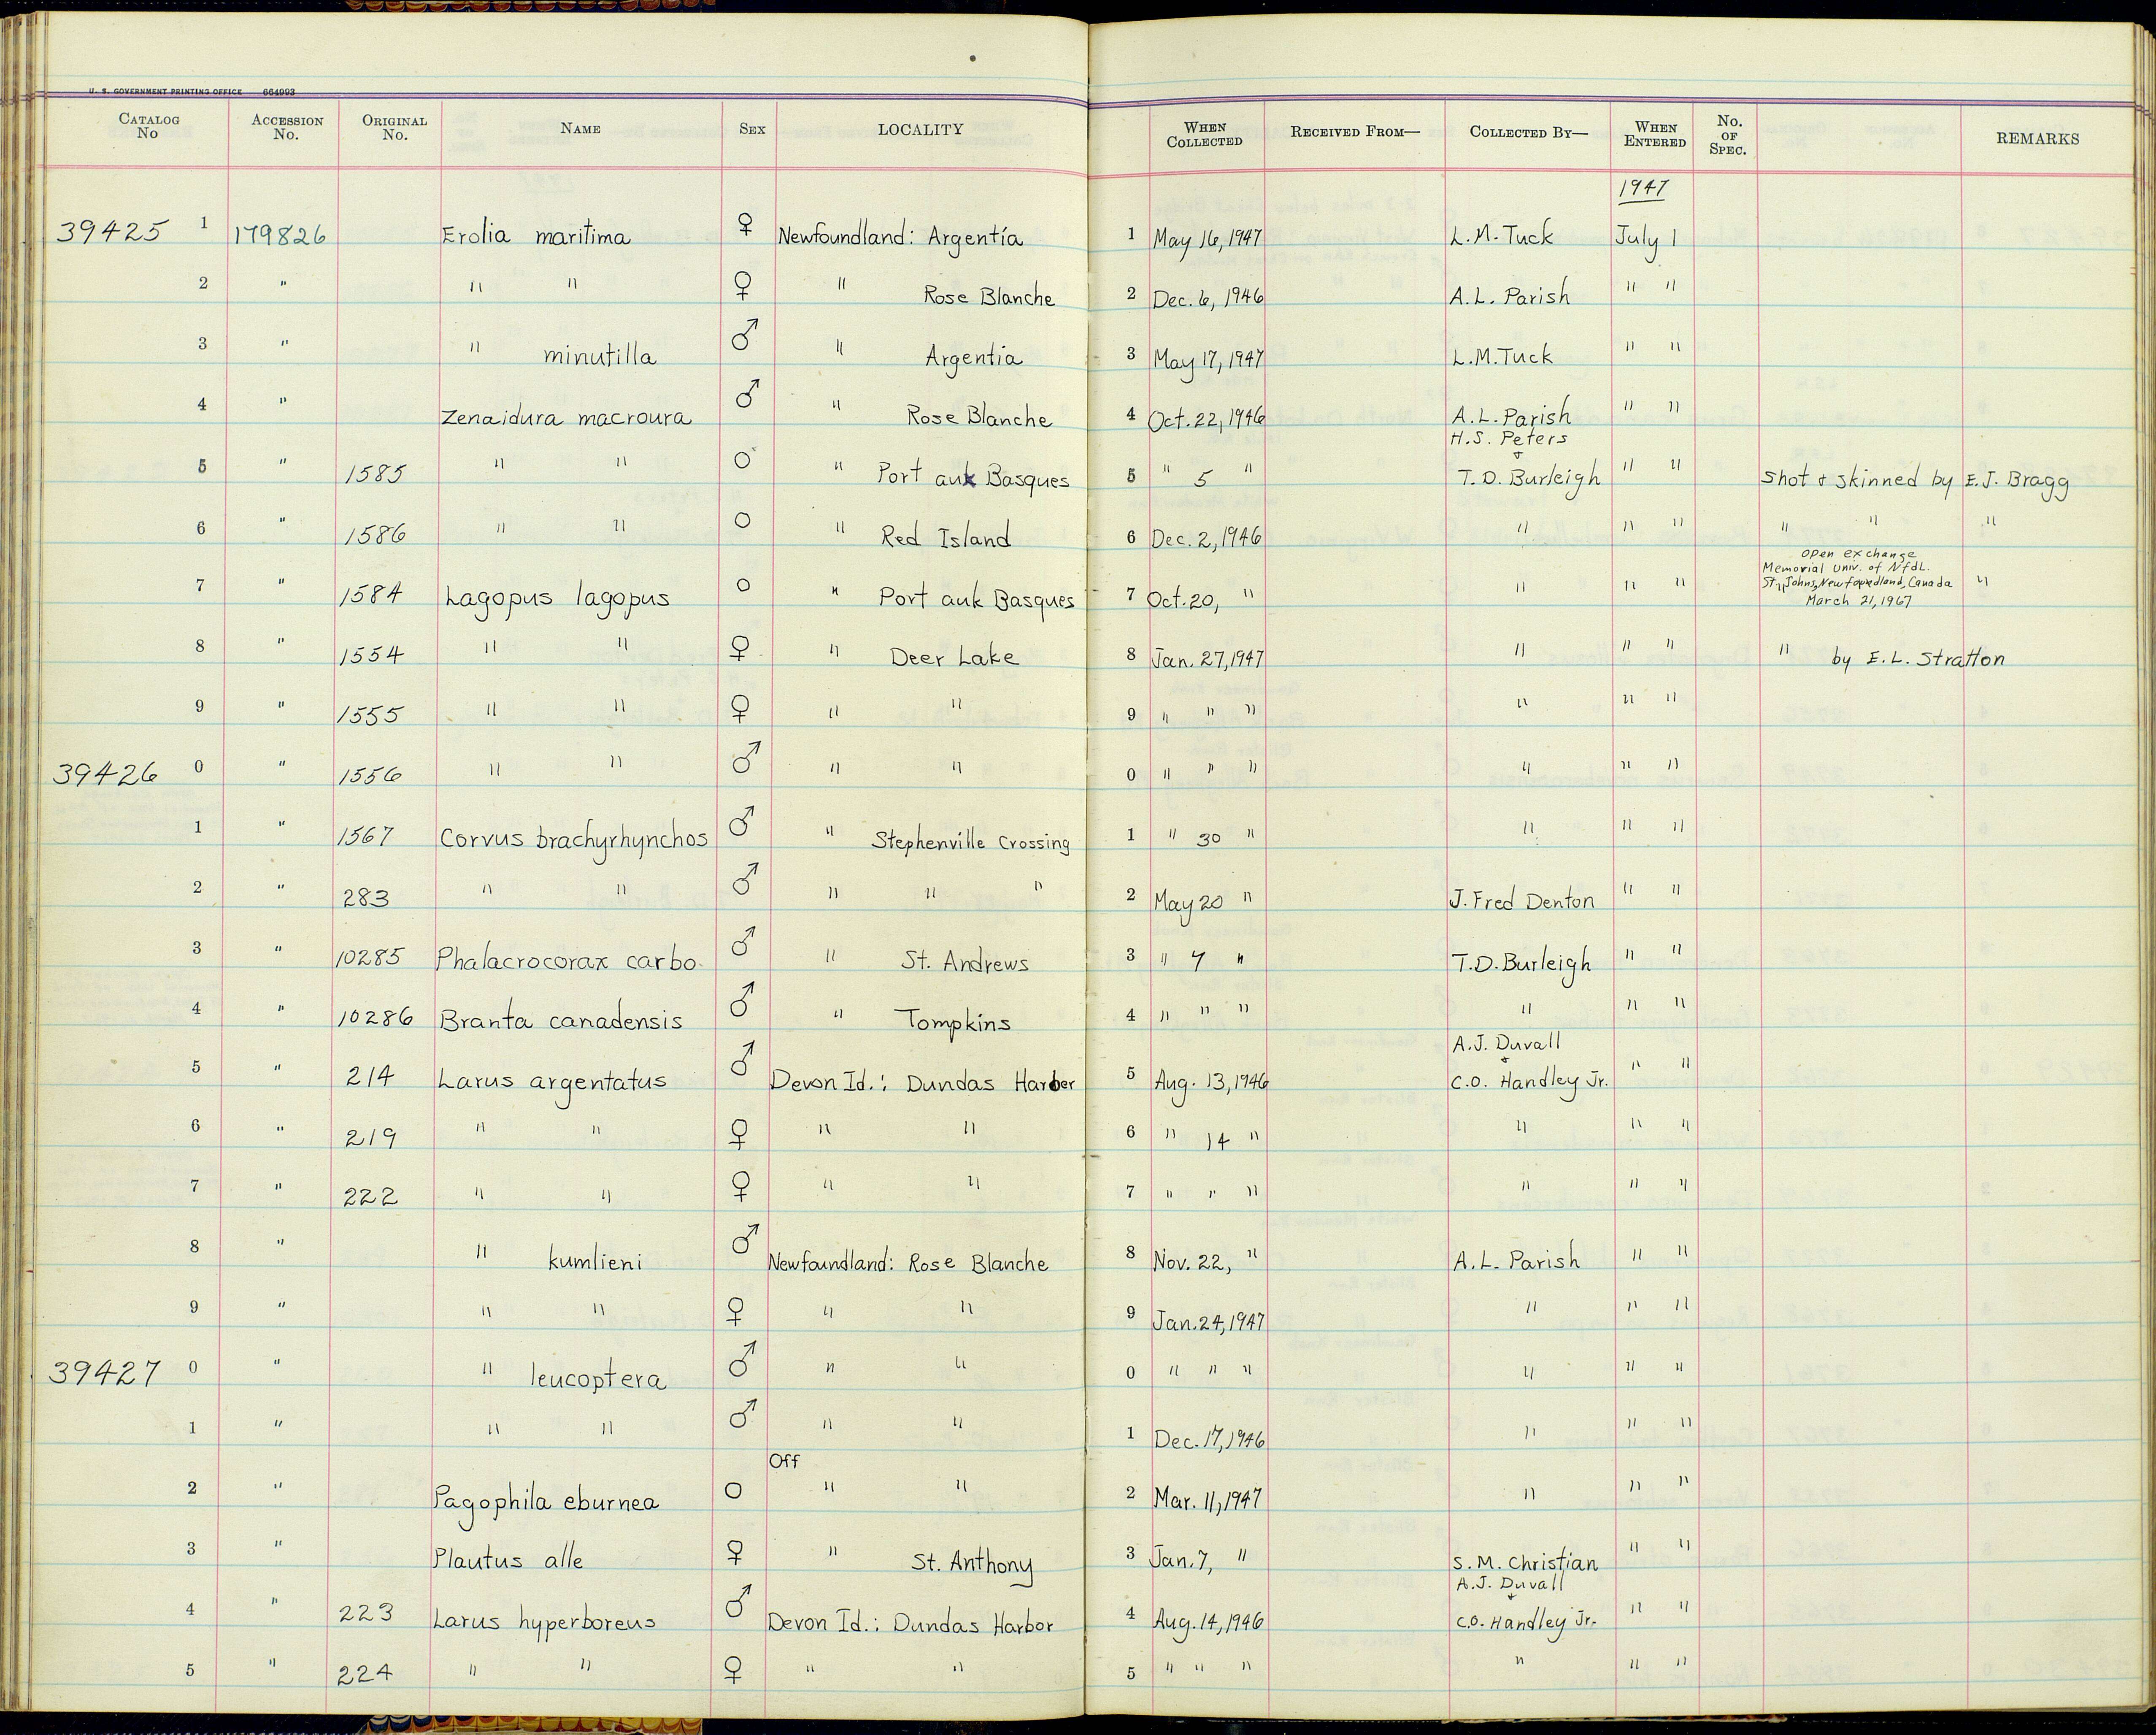 U. S. GOVERNMENT PRINTING OFFICE 664993
CATALOG No ACCESSION No. ORIGINAL No. NAME SEX LOCALITY WHEN COLLECTED RECEIVED FROM— COLLECTED BY— WHEN ENTERED No. OF SPEC. REMARKS
1947
39425 1 179826 Erolia maritima ♀ Newfoundland: Argentia 1 May 16, 1947 L.M. Tuck July 1
2 " " " ♀ " Rose Blanche 2 Dec. 6, 1946 A.L. Parish " "
3 " " minutilla ♂ " Argentia 3 May 17, 1947 L.M. Tuck " "
4 " Zenaidura macroura ♂ " Rose Blanche 4 Oct. 22, 1946 A.L. Parish " "
H.S. Peters
5 " 1585 " " O " Port auk Basques 5 " 5 " & T.D. Burleigh " " Shot & skinned by E.J. Bragg
6 " 1586 " " O " Red Island 6 Dec. 2, 1946 " " " " " "
open exchange
Memorial Univ. of Nfdl.
7 " 1584 Lagopus lagopus O " Port auk Basques 7 Oct. 20, " " " " St. Johns, Newfoundland, Canada "
March 21, 1967
8 " 1554 " " ♀ " Deer Lake 8 Jan. 27, 1947 " " " " by E.L. Stratton
9 " 1555 " " ♀ " " 9 " " " " " "
39426 0 " 1556 " " ♂ " " 0 " " " " " "
1 " 1567 Corvus brachyrhynchos ♂ " Stephenville Crossing 1 " 30 " " " "
2 " 283 " " ♂ " " " 2 May 20 " J. Fred Denton " "
3 " 10285 Phalacrocorax carbo ♂ " St. Andrews 3 " 7 " T.D. Burleigh " "
4 " 10286 Branta canadensis ♂ " Tompkins 4 " " " " " "
A.J. Duvall
5 " 214 Larus argentatus ♂ Devon Id.: Dundas Harbor 5 Aug. 13, 1946 & C.O. Handley Jr. " "
6 " 219 " " ♀ " " 6 " 14 " " " "
7 " 222 " " ♀ " " 7 " " " " " "
8 " " kumlieni ♂ Newfoundland: Rose Blanche 8 Nov. 22, " A.L. Parish " "
9 " " " ♀ " " 9 Jan. 24, 1947 " " "
39427 0 " " leucoptera ♂ " " 0 " " " " " "
1 " " " ♂ " " 1 Dec. 17, 1946 " " "
Off
2 " Pagophila eburnea O " " 2 Mar. 11, 1947 " " "
3 " Plautus alle ♀ " St. Anthony 3 Jan. 7, " S.M. Christian " "
A.J. Duvall
4 " 223 Larus hyperboreus ♂ Devon Id.: Dundas Harbor 4 Aug. 14, 1946 & C.O. Handley Jr. " "
5 " 224 " " ♀ " " 5 " " " " " "